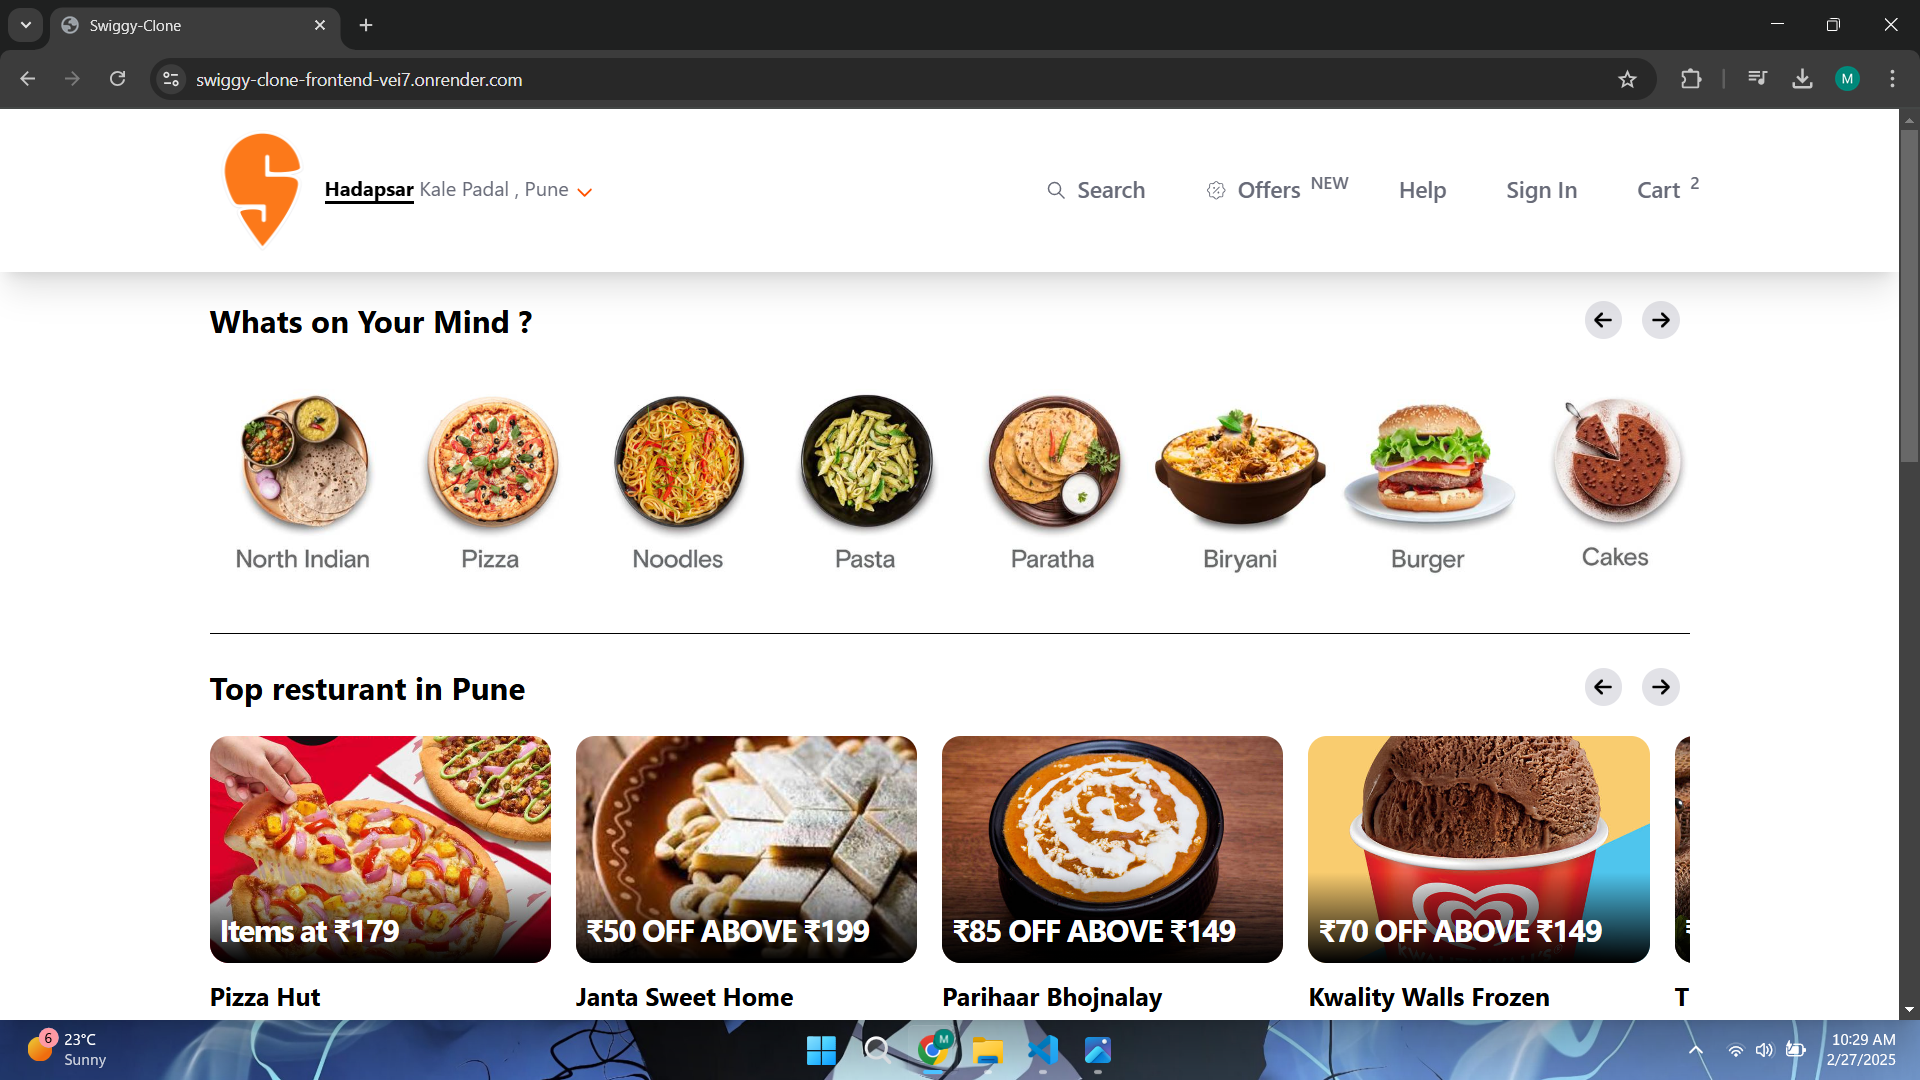 Swiggy-Clone
swiggy-clone-frontend-vei7.onrender.com
M
Hadapsar Kale Padal , Pune
Search
Offers NEW
Help
Sign In
Cart 2
Whats on Your Mind ?
North Indian
Pizza
Noodles
Pasta
Paratha
Biryani
Burger
Cakes
Top resturant in Pune
Items at ₹179
₹50 OFF ABOVE ₹199
₹85 OFF ABOVE ₹149
₹70 OFF ABOVE ₹149
Pizza Hut
Janta Sweet Home
Parihaar Bhojnalay
Kwality Walls Frozen
T
6
23°C
Sunny
M
10:29 AM
2/27/2025